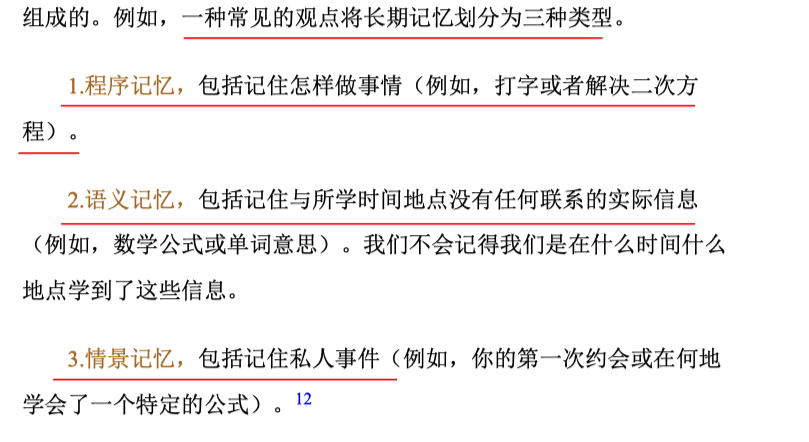 组成的。例如，一种常见的观点将长期记忆划分为三种类型。
1.程序记忆，包括记住怎样做事情（例如，打字或者解决二次方
程）。
2.语义记忆，包括记住与所学时间地点没有任何联系的实际信息
（例如，数学公式或单词意思）。我们不会记得我们是在什么时间什么
地点学到了这些信息。
3.情景记忆，包括记住私人事件（例如，你的第一次约会或在何地
学会了一个特定的公式）。12